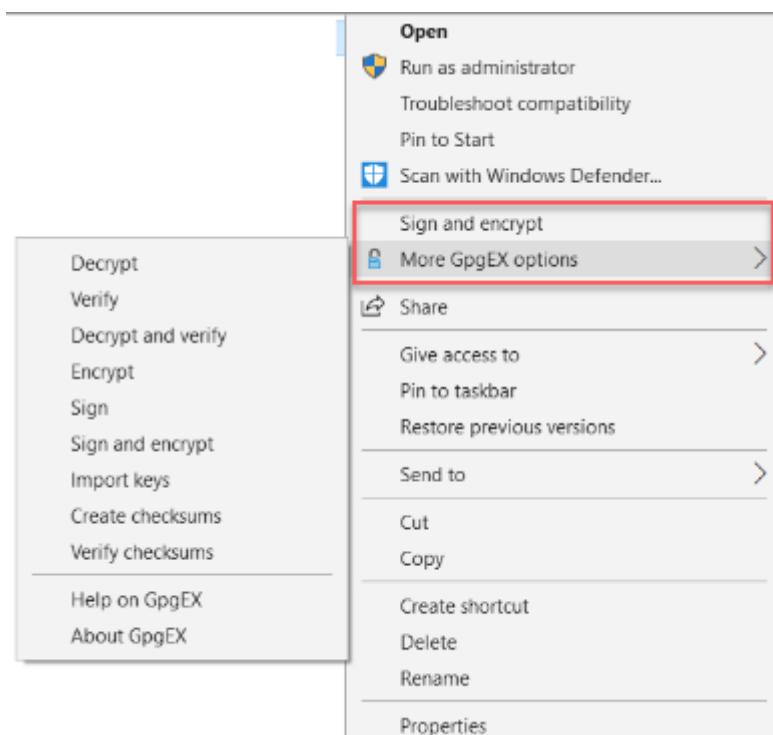 Open
Run as administrator
Troubleshoot compatibility
Pin to Start
Scan with Windows Defender...
Sign and encrypt
More GpgEX options
Share
Give access to
Pin to taskbar
Restore previous versions
Send to
Cut
Copy
Create shortcut
Delete
Rename
Properties
Decrypt
Verify
Decrypt and verify
Encrypt
Sign
Sign and encrypt
Import keys
Create checksums
Verify checksums
Help on GpgEX
About GpgEX